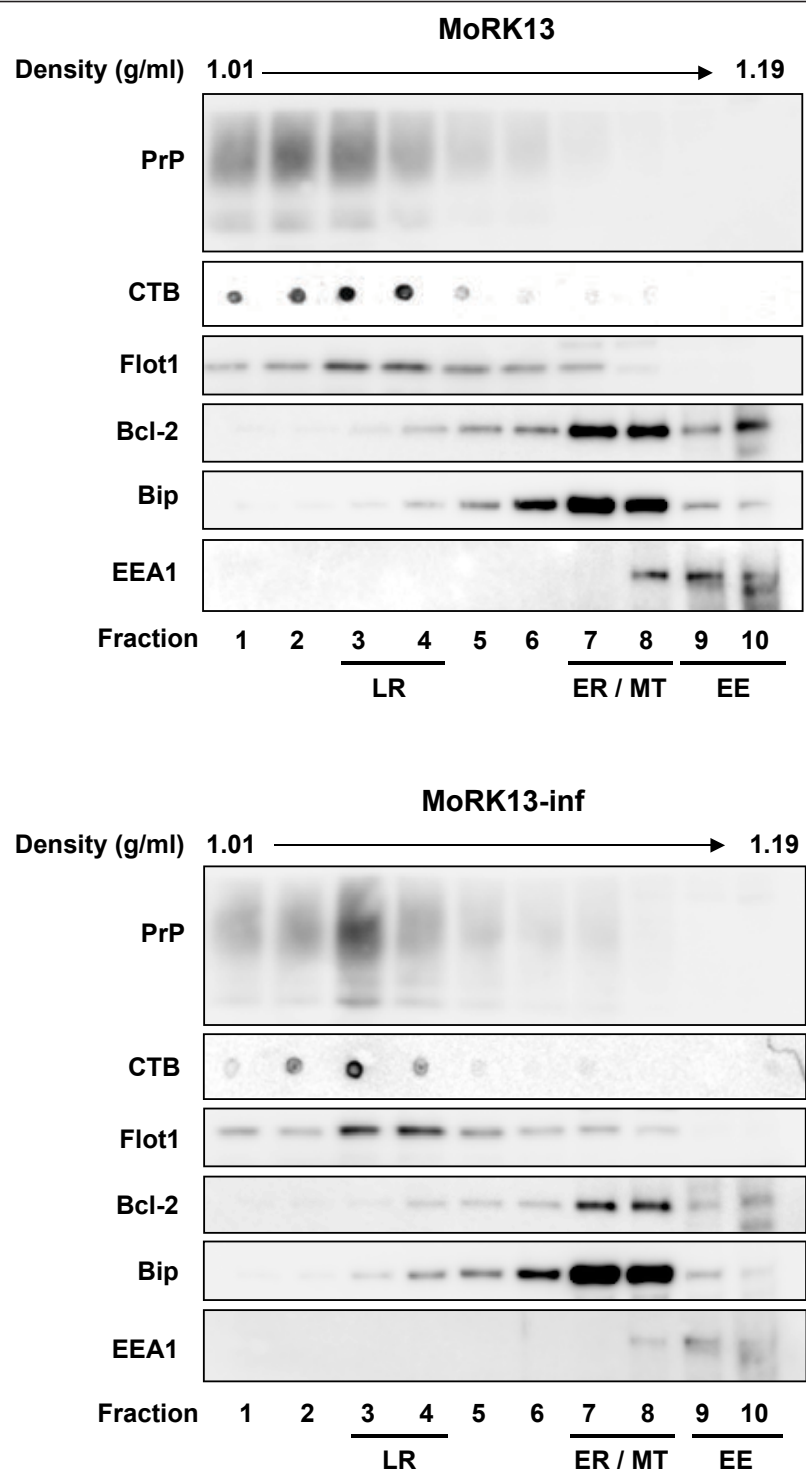 MoRK13
Density (g/ml) 1.01 1.19
PrP
CTB
Flot1
Bcl-2
Bip
EEA1
Fraction 1 2 3 4 5 6 7 8 9 10
LR ER / MT EE
MoRK13-inf
Density (g/ml) 1.01 1.19
PrP
CTB
Flot1
Bcl-2
Bip
EEA1
Fraction 1 2 3 4 5 6 7 8 9 10
LR ER / MT EE